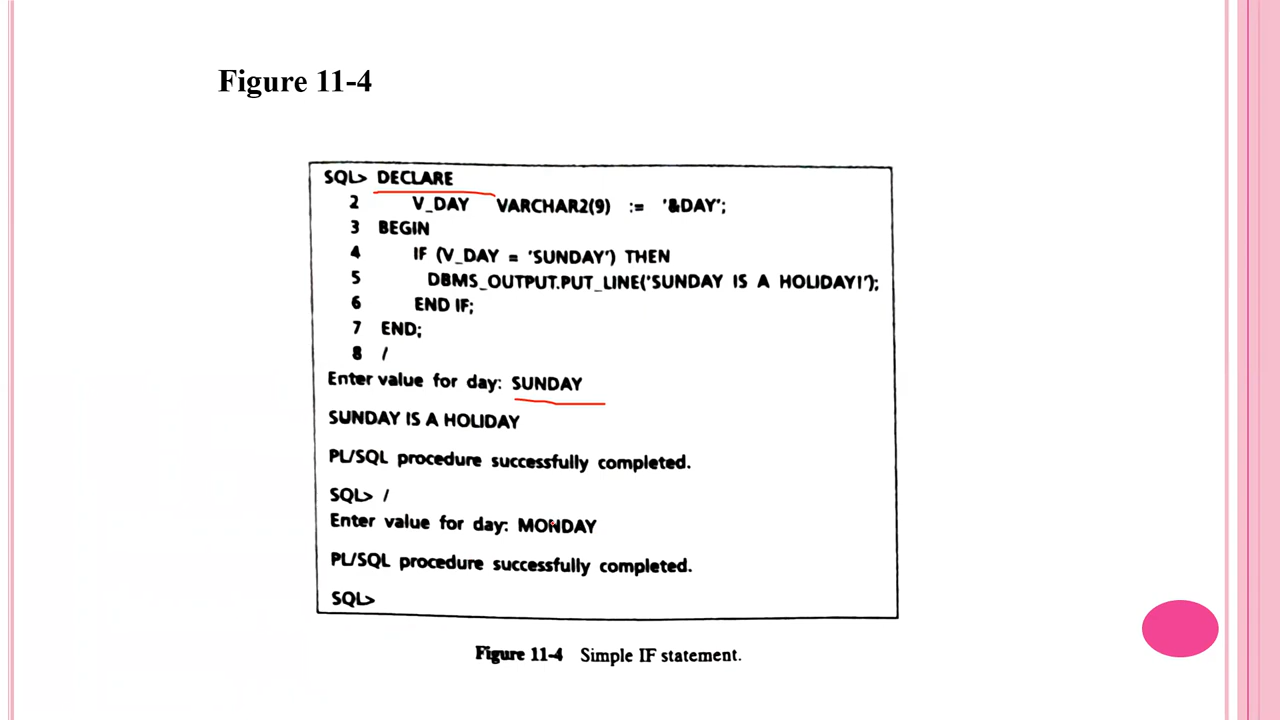 Figure 11-4
SQL> DECLARE
2 V_DAY VARCHAR2(9) := '&DAY';
3 BEGIN
4 IF (V_DAY = 'SUNDAY') THEN
5 DBMS_OUTPUT.PUT_LINE('SUNDAY IS A HOLIDAY!');
6 END IF;
7 END;
8 /
Enter value for day: SUNDAY
SUNDAY IS A HOLIDAY
PL/SQL procedure successfully completed.
SQL> /
Enter value for day: MONDAY
PL/SQL procedure successfully completed.
SQL>
Figure 11-4 Simple IF statement.